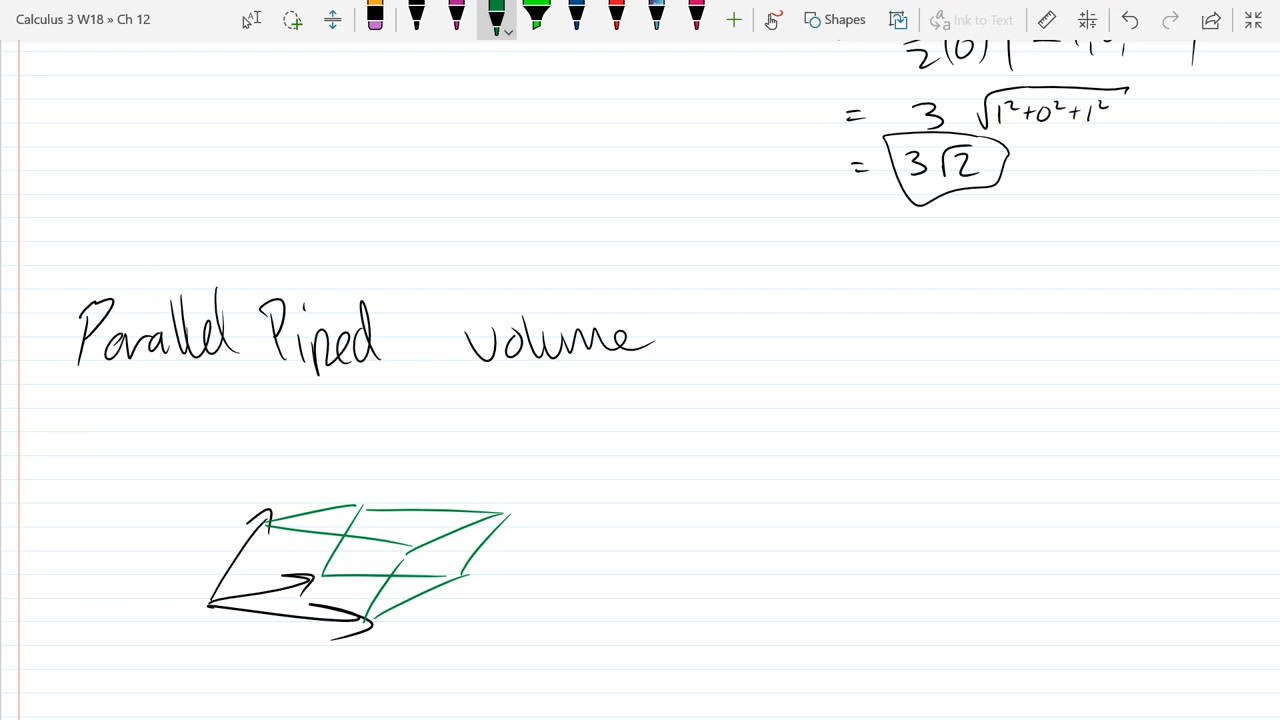 Calculus 3 W18 » Ch 12
Shapes
Ink to Text
= 3 √1²+0²+1²
= 3√2
Parallel Piped volume